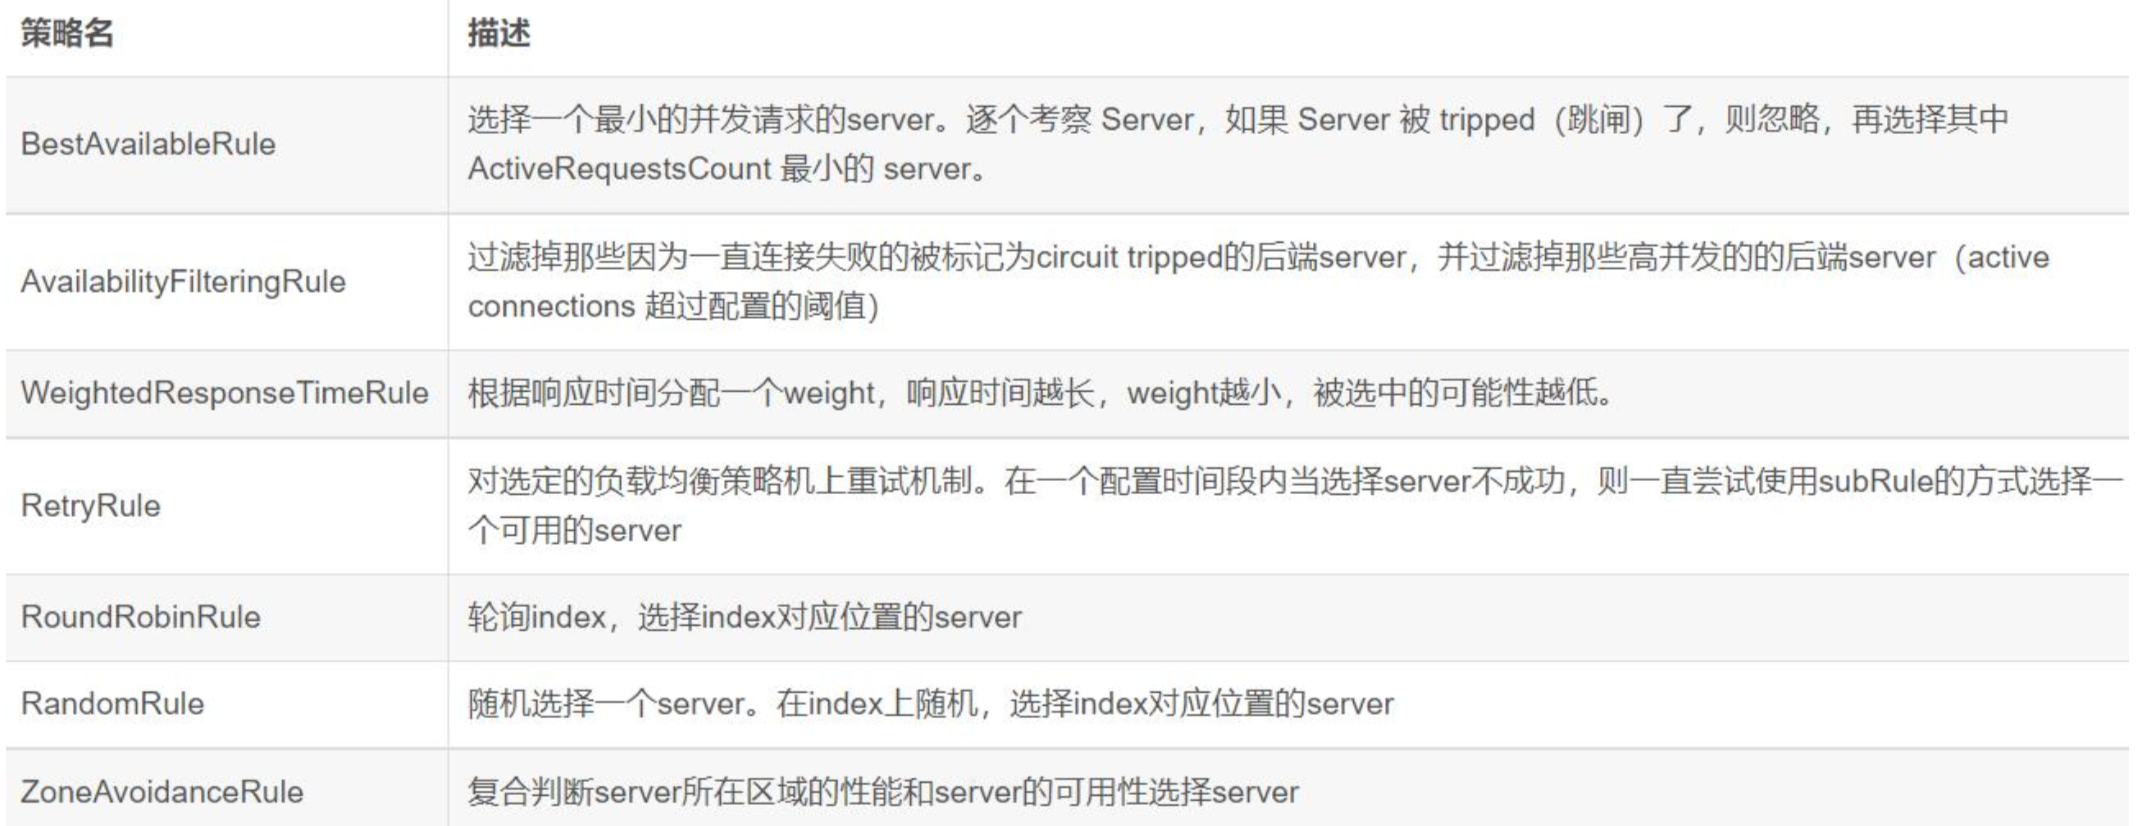 策略名 描述
BestAvailableRule
选择一个最小的并发请求的server。逐个考察 Server，如果 Server 被 tripped（跳闸）了，则忽略，再选择其中
ActiveRequestsCount 最小的 server。
AvailabilityFilteringRule
过滤掉那些因为一直连接失败的被标记为circuit tripped的后端server，并过滤掉那些高并发的的后端server（active
connections 超过配置的阈值）
WeightedResponseTimeRule 根据响应时间分配一个weight，响应时间越长，weight越小，被选中的可能性越低。
RetryRule
对选定的负载均衡策略机上重试机制。在一个配置时间段内当选择server不成功，则一直尝试使用subRule的方式选择一
个可用的server
RoundRobinRule 轮询index，选择index对应位置的server
RandomRule 随机选择一个server。在index上随机，选择index对应位置的server
ZoneAvoidanceRule 复合判断server所在区域的性能和server的可用性选择server